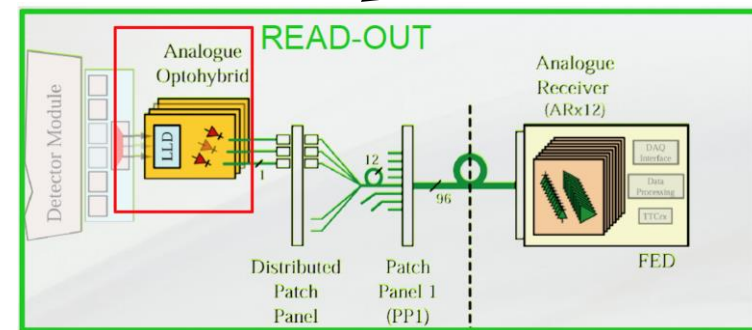 READ-OUT
Analogue
Optohybrid
Detector Module
LLD
1
12
Distributed
Patch
Panel
Patch
Panel 1
(PP1)
96
Analogue
Receiver
(ARx12)
DAQ
Interface
Data
Processing
TTCrx
FED